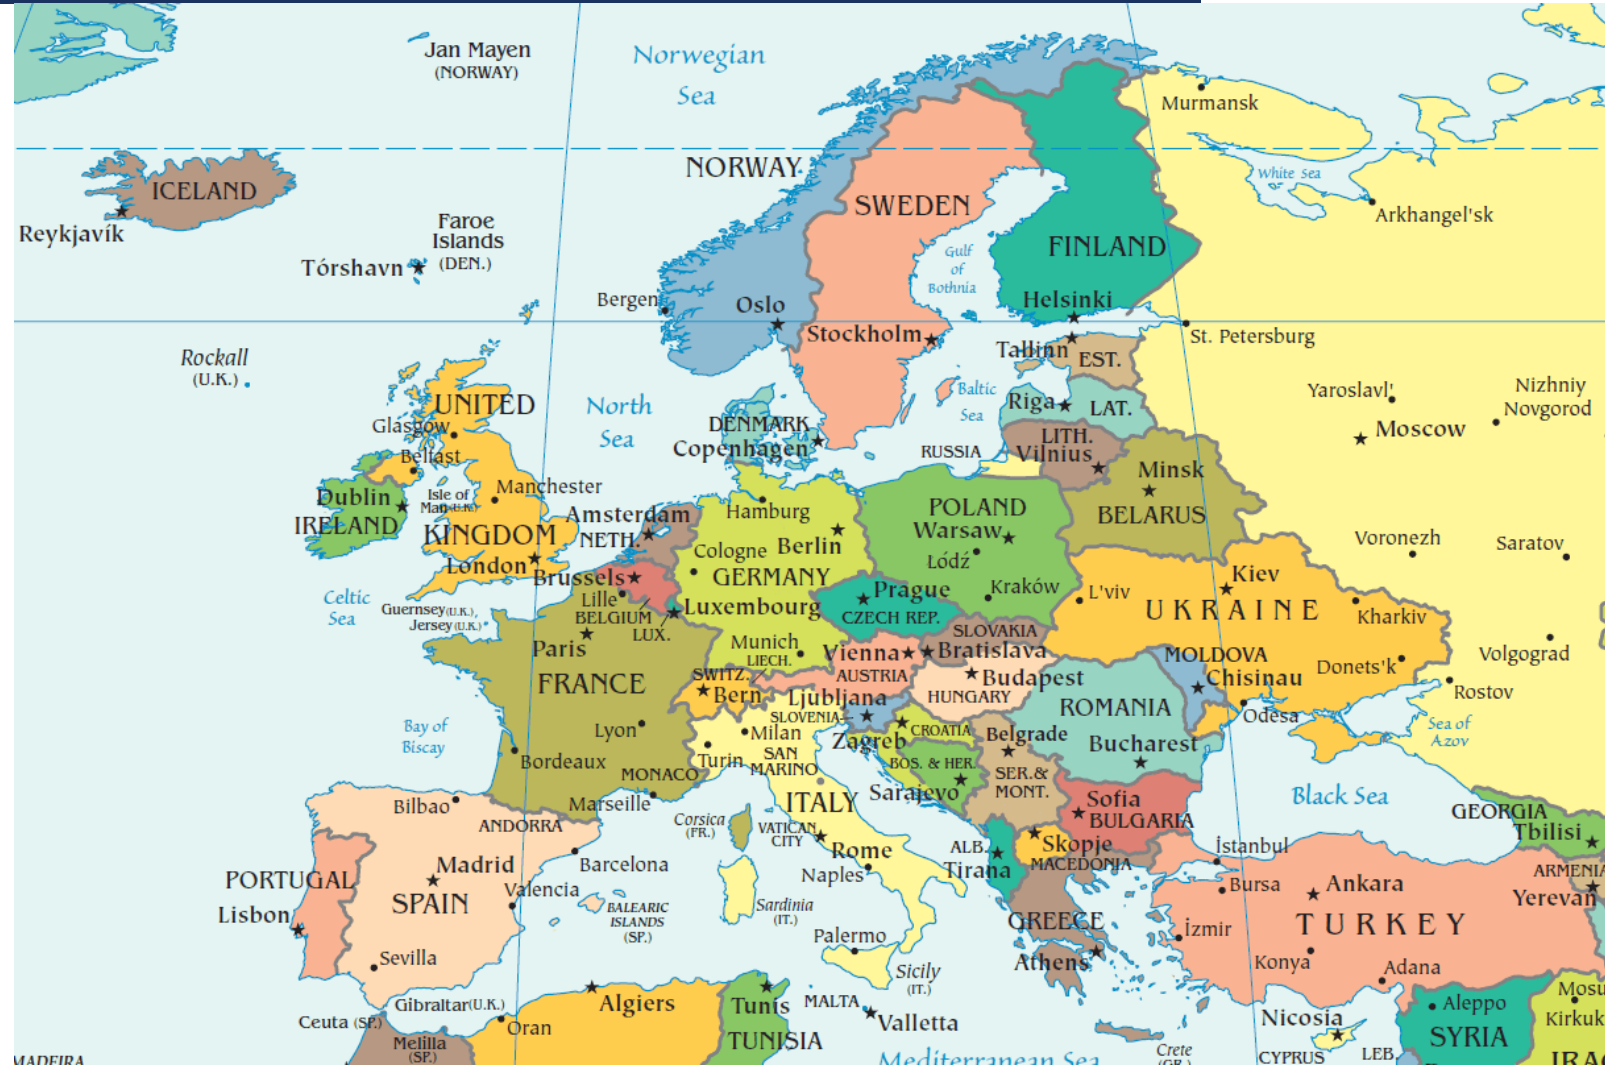 Jan Mayen
(NORWAY)
Norwegian
Sea
Murmansk
NORWAY
White Sea
ICELAND
Reykjavík
SWEDEN
Arkhangel'sk
Faroe
Islands
(DEN.)
Tórshavn
FINLAND
Gulf
of
Bothnia
Bergen
Oslo
Helsinki
Stockholm
St. Petersburg
Tallinn
EST.
Rockall
(U.K.)
Baltic
Sea
Riga
LAT.
Yaroslavl'
Nizhniy
Novgorod
North
Sea
UNITED
Glasgow
DENMARK
Copenhagen
Moscow
LITH.
Vilnius
RUSSIA
Belfast
Minsk
Dublin
IRELAND
Isle of
Man (U.K.)
Manchester
Hamburg
POLAND
Warsaw
BELARUS
Amsterdam
NETH.
KINGDOM
London
Berlin
Cologne
GERMANY
Łódź
Voronezh
Saratov
Brussels
Lille
BELGIUM
LUX.
Luxembourg
Prague
CZECH REP.
Kraków
L'viv
Kiev
UKRAINE
Kharkiv
Celtic
Sea
Guernsey (U.K.)
Jersey (U.K.)
Paris
Munich
LIECH.
Vienna
AUSTRIA
SLOVAKIA
Bratislava
MOLDOVA
Chisinau
Donets'k
Volgograd
Rostov
FRANCE
SWITZ.
Bern
Ljubljana
SLOVENIA
Budapest
HUNGARY
ROMANIA
Odesa
Sea of
Azov
Bay of
Biscay
Lyon
Milan
Turin
SAN
MARINO
Zagreb
CROATIA
Belgrade
Bucharest
Bordeaux
MONACO
BOS. & HER.
Sarajevo
SER.&
MONT.
Bilbao
Marseille
ITALY
Sofia
BULGARIA
Black Sea
GEORGIA
Tbilisi
ANDORRA
Corsica
(FR.)
VATICAN
CITY
Rome
Naples
ALB.
Tirana
Skopje
MACEDONIA
İstanbul
ARMENIA
Yerevan
PORTUGAL
Lisbon
Madrid
SPAIN
Barcelona
Valencia
BALEARIC
ISLANDS
(SP.)
Sardinia
(IT.)
Bursa
Ankara
TURKEY
GREECE
Athens
İzmir
Konya
Adana
Palermo
Sicily
(IT.)
Sevilla
Gibraltar(U.K.)
Ceuta (SP.)
Melilla
(SP.)
Oran
Algiers
Tunis
TUNISIA
MALTA
Valletta
Nicosia
CYPRUS
LEB.
Aleppo
SYRIA
Mosu
Kirkuk
IRAQ
MADEIRA
Mediterranean Sea
Crete
(GR.)